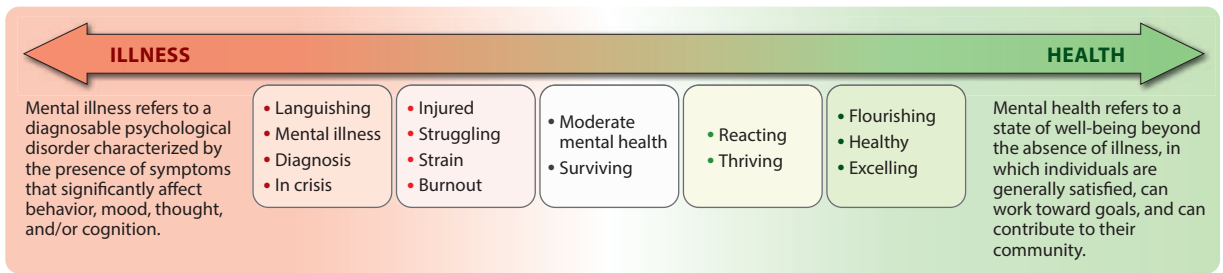 ILLNESS
HEALTH
Mental illness refers to a
diagnosable psychological
disorder characterized by
the presence of symptoms
that significantly affect
behavior, mood, thought,
and/or cognition.
• Languishing
• Mental illness
• Diagnosis
• In crisis
• Injured
• Struggling
• Strain
• Burnout
• Moderate
mental health
• Surviving
• Reacting
• Thriving
• Flourishing
• Healthy
• Excelling
Mental health refers to a
state of well-being beyond
the absence of illness, in
which individuals are
generally satisfied, can
work toward goals, and can
contribute to their
community.